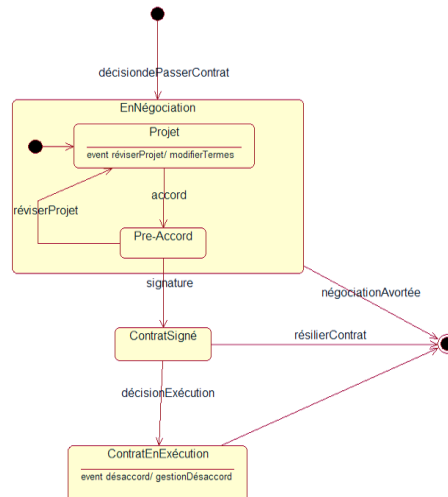 décisiondePasserContrat
EnNégociation
Projet
event réviserProjet/ modifierTermes
accord
réviserProjet
Pre-Accord
signature
négociationAvortée
ContratSigné
résilierContrat
décisionExécution
ContratEnExécution
event désaccord/ gestionDésaccord